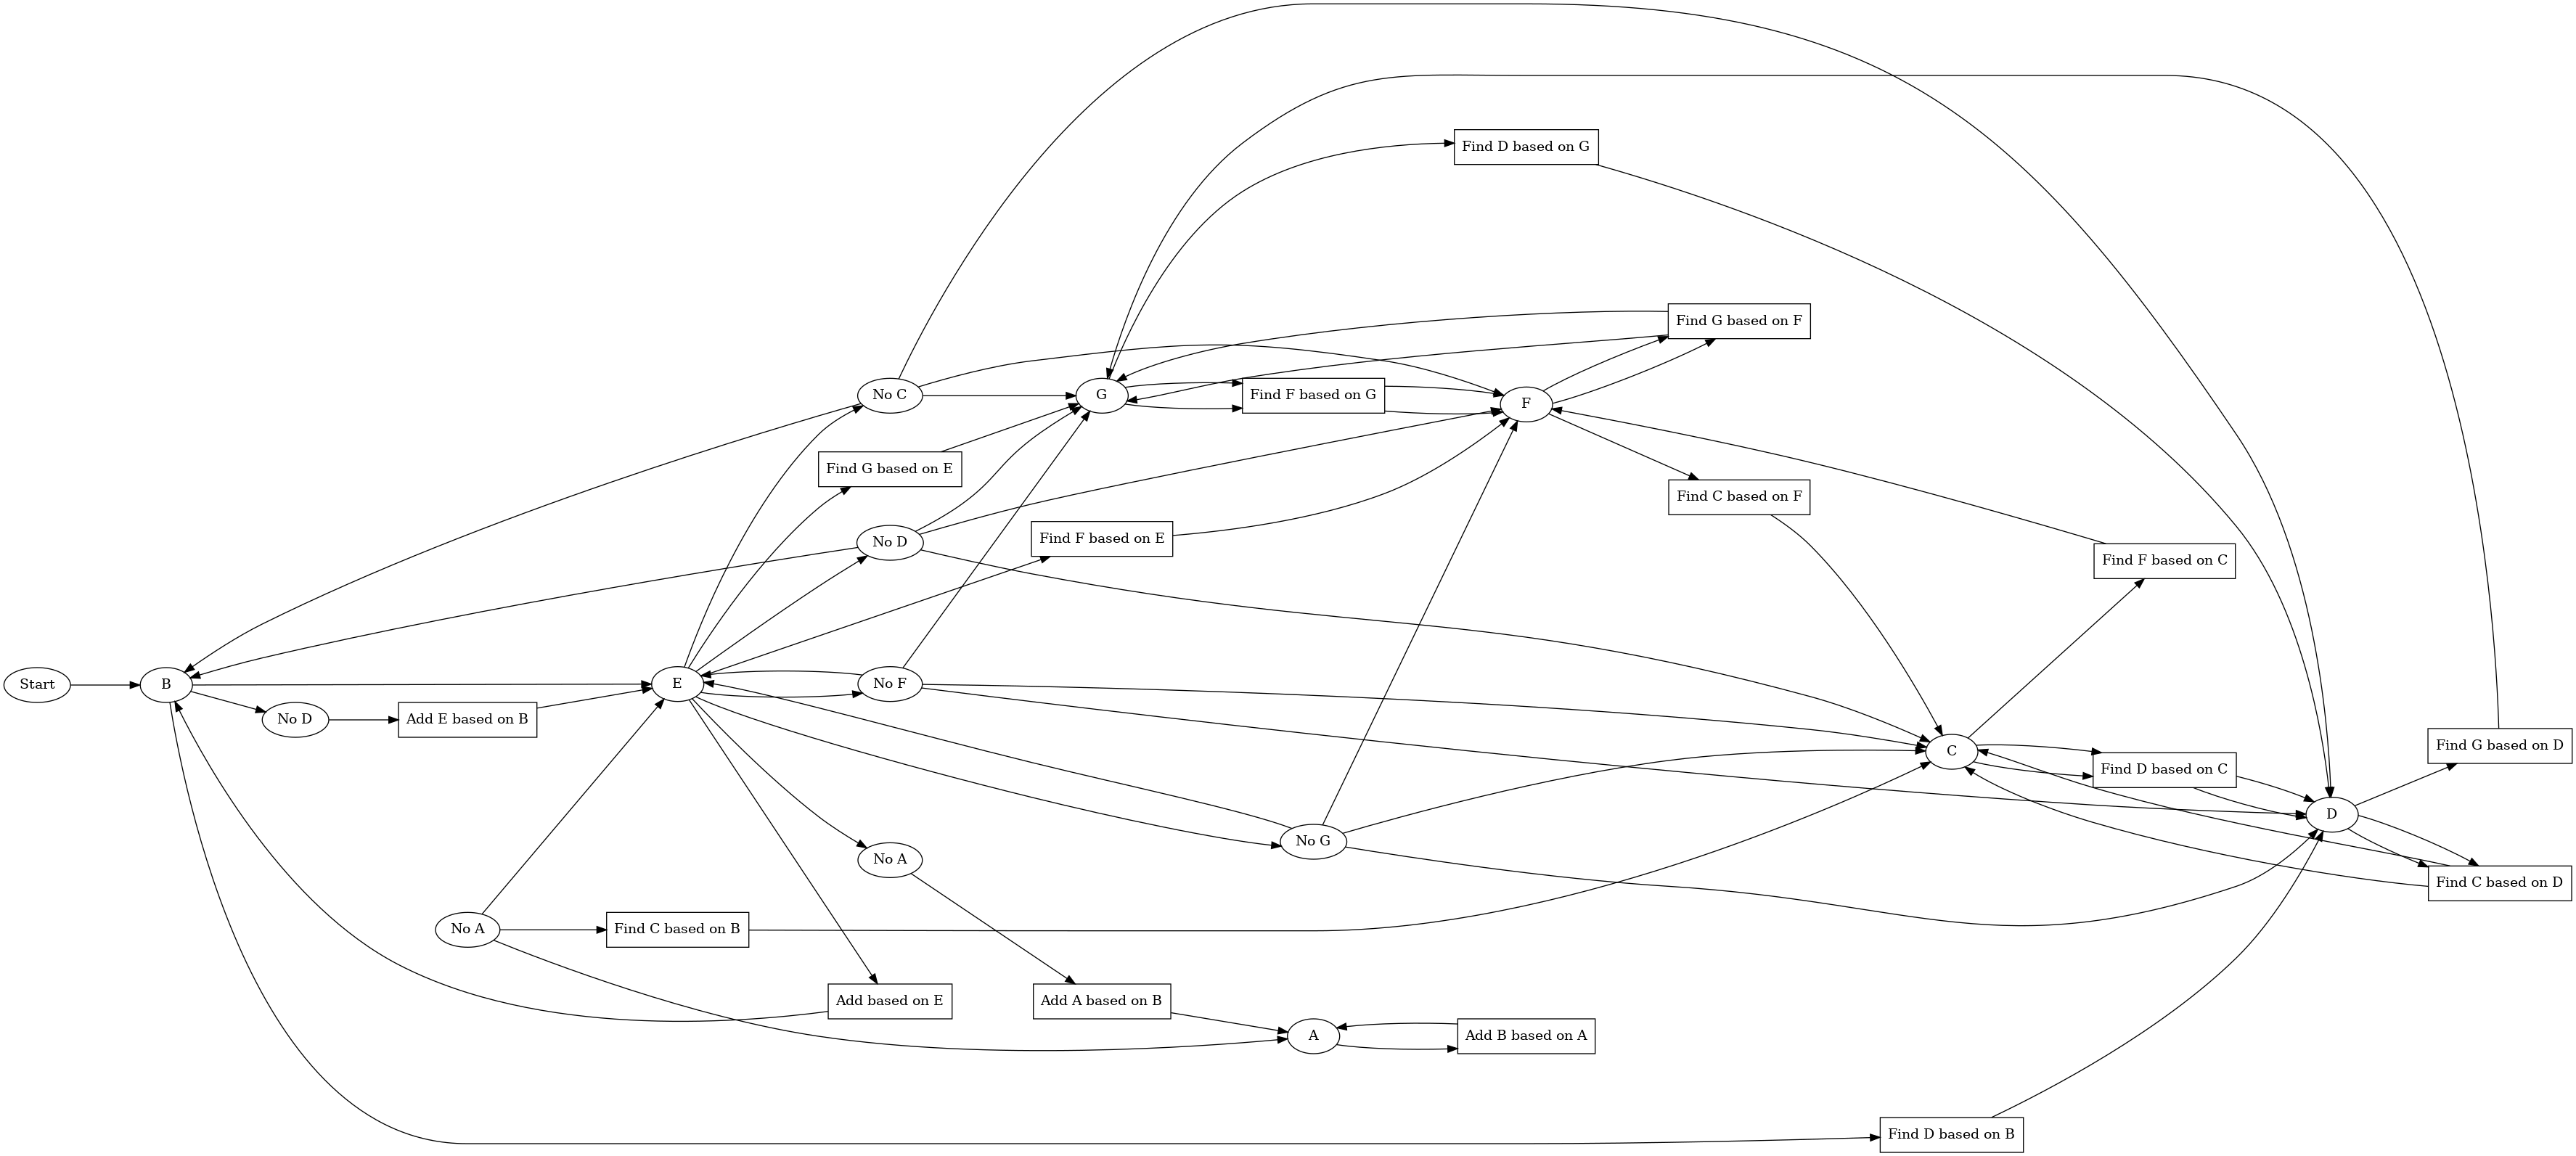 Find D based on G
Find G based on F
No C
G
Find F based on G
F
Find G based on E
Find C based on F
No D
Find F based on E
Find F based on C
Start
B
E
No F
No D
Add E based on B
C
Find D based on C
Find G based on D
D
No G
No A
Find C based on D
No A
Find C based on B
Add based on E
Add A based on B
A
Add B based on A
Find D based on B